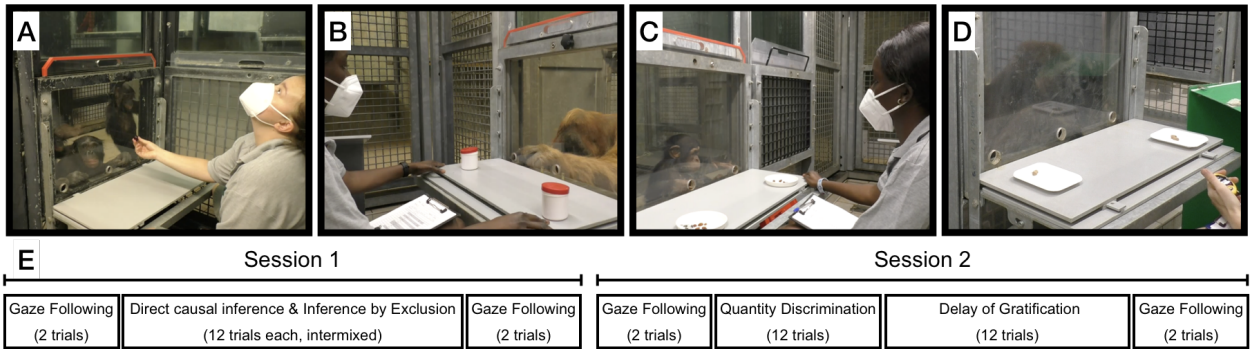 A
B
C
D
E
Session 1
Session 2
Gaze Following
(2 trials)
Direct causal inference & Inference by Exclusion
(12 trials each, intermixed)
Gaze Following
(2 trials)
Gaze Following
(2 trials)
Quantity Discrimination
(12 trials)
Delay of Gratification
(12 trials)
Gaze Following
(2 trials)